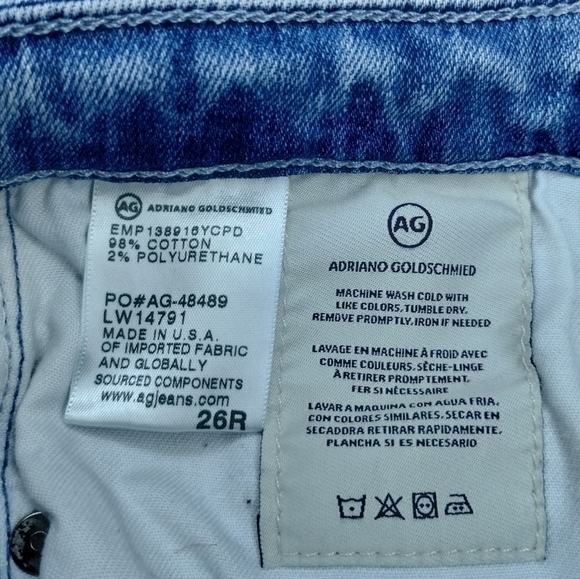 AG ADRIANO GOLDSCHMIED
EMP138916YCPD
98% COTTON
2% POLYURETHANE
PO#AG-48489
LW14791
MADE IN U.S.A.
OF IMPORTED FABRIC
AND GLOBALLY
SOURCED COMPONENTS
www.agjeans.com
26R
AG
ADRIANO GOLDSCHMIED
MACHINE WASH COLD WITH
LIKE COLORS, TUMBLE DRY,
REMOVE PROMPTLY, IRON IF NEEDED
LAVAGE EN MACHINE À FROID AVEC
COMME COULEURS, SÈCHE-LINGE
À RETIRER PROMPTEMENT,
FER SI NÉCESSAIRE
LAVAR A MAQUINA CON AGUA FRIA,
CON COLORES SIMILARES, SECAR EN
SECADORA RETIRAR RAPIDAMENTE,
PLANCHA SI ES NECESARIO